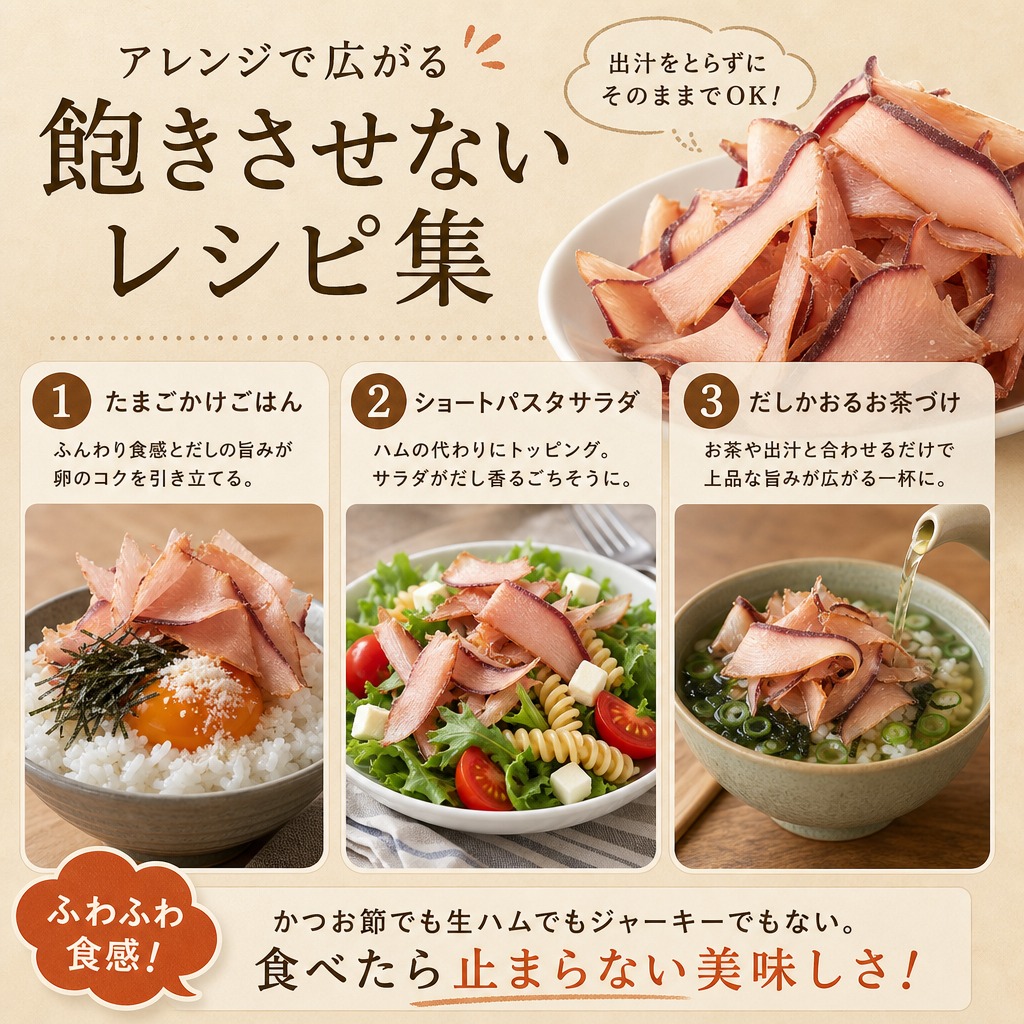 アレンジで広がる
飽きさせない
レシピ集
出汁をとらずに
そのままでOK!
1 たまごかけごはん
ふんわり食感とだしの旨みが
卵のコクを引き立てる。
2 ショートパスタサラダ
ハムの代わりにトッピング。
サラダがだし香るごちそうに。
3 だしかおるお茶づけ
お茶や出汁と合わせるだけで
上品な旨みが広がる一杯に。
ふわふわ
食感!
かつお節でも生ハムでもジャーキーでもない。
食べたら止まらない美味しさ!